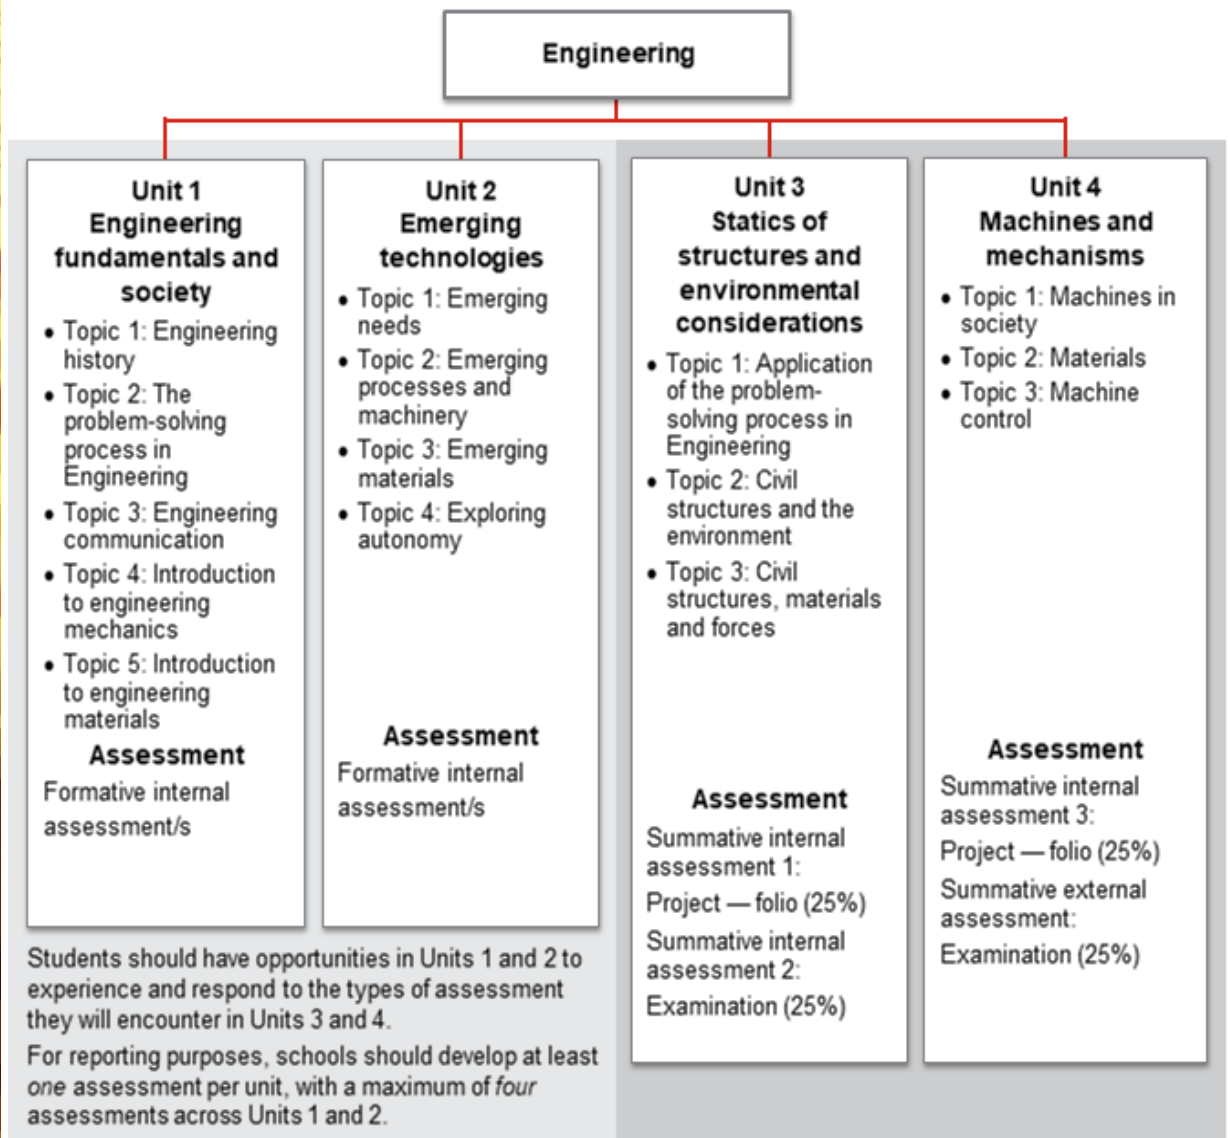 Engineering
Unit 1
Engineering
fundamentals and
society
• Topic 1: Engineering
history
• Topic 2: The
problem-solving
process in
Engineering
• Topic 3: Engineering
communication
• Topic 4: Introduction
to engineering
mechanics
• Topic 5: Introduction
to engineering
materials
Assessment
Formative internal
assessment/s
Unit 2
Emerging
technologies
• Topic 1: Emerging
needs
• Topic 2: Emerging
processes and
machinery
• Topic 3: Emerging
materials
• Topic 4: Exploring
autonomy
Assessment
Formative internal
assessment/s
Students should have opportunities in Units 1 and 2 to
experience and respond to the types of assessment
they will encounter in Units 3 and 4.
For reporting purposes, schools should develop at least
one assessment per unit, with a maximum of four
assessments across Units 1 and 2.
Unit 3
Statics of
structures and
environmental
considerations
• Topic 1: Application
of the problem-
solving process in
Engineering
• Topic 2: Civil
structures and the
environment
• Topic 3: Civil
structures, materials
and forces
Assessment
Summative internal
assessment 1:
Project — folio (25%)
Summative internal
assessment 2:
Examination (25%)
Unit 4
Machines and
mechanisms
• Topic 1: Machines in
society
• Topic 2: Materials
• Topic 3: Machine
control
Assessment
Summative internal
assessment 3:
Project — folio (25%)
Summative external
assessment:
Examination (25%)